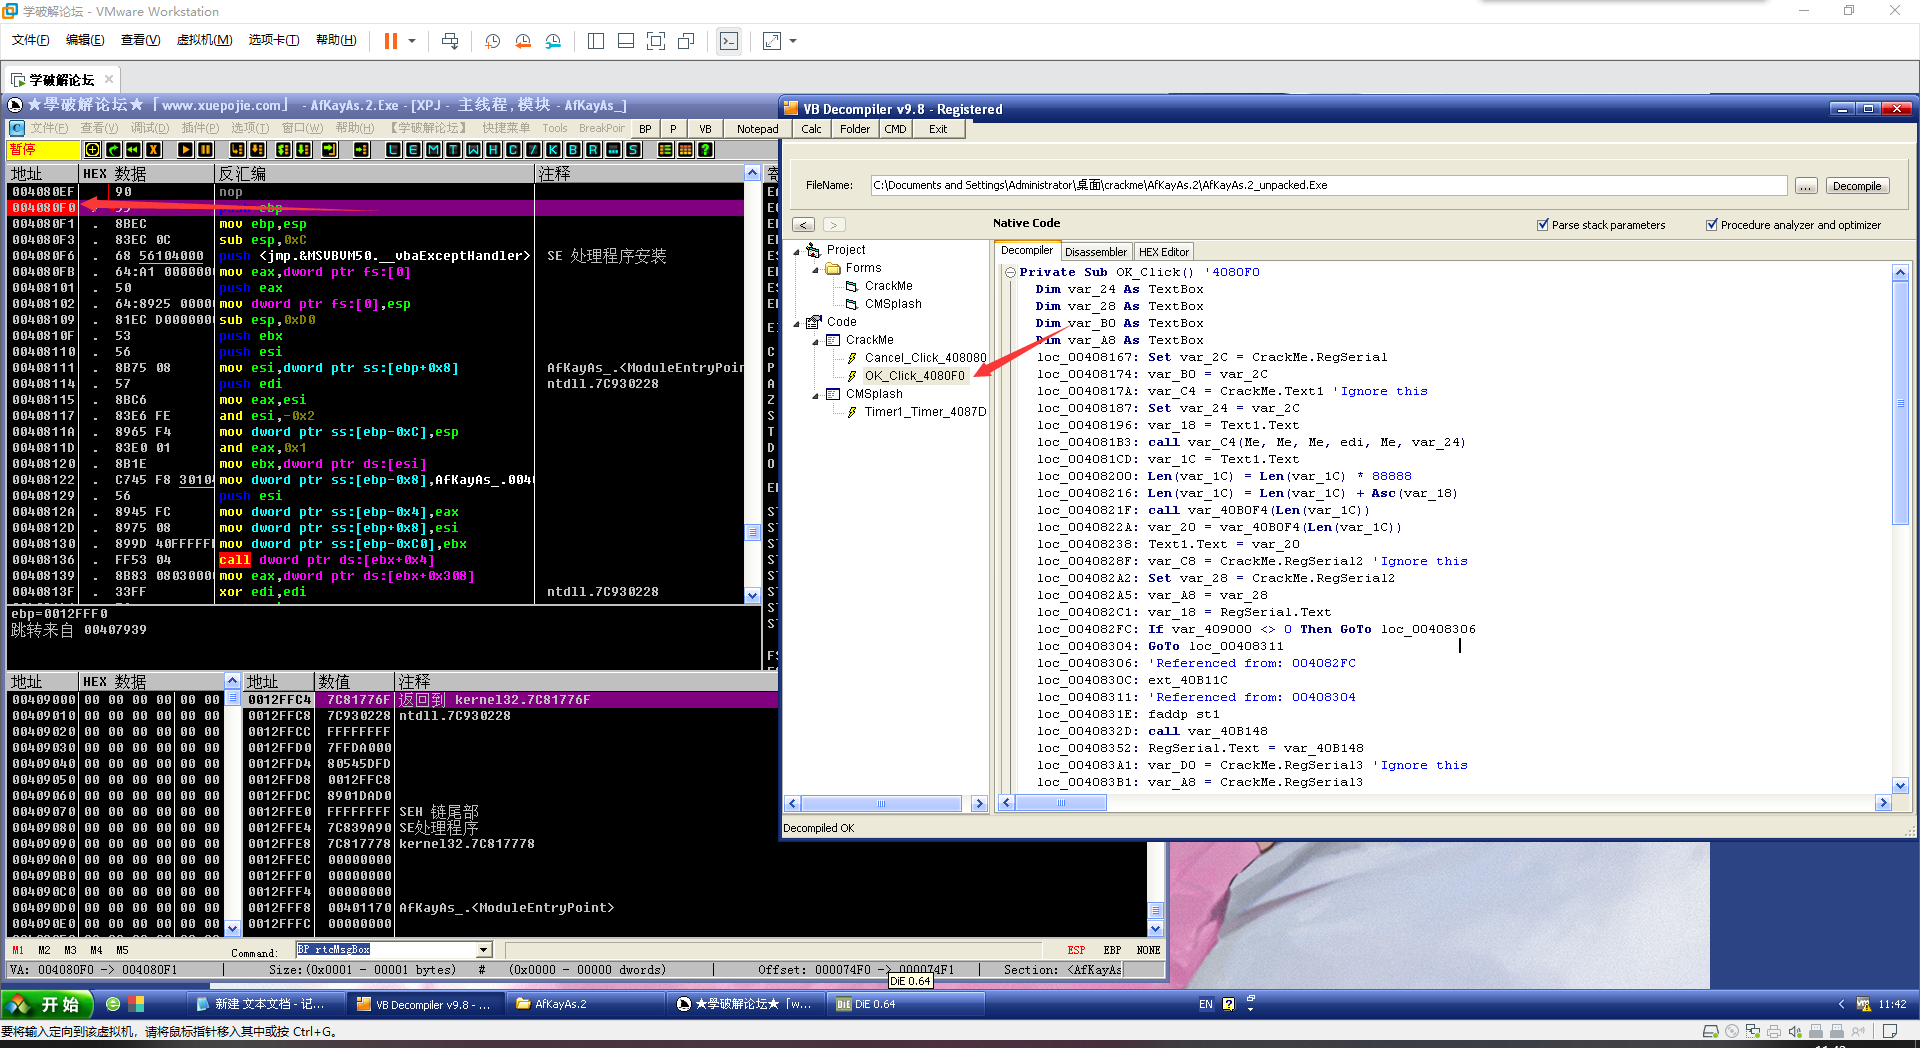 学破解论坛 - VMware Workstation
文件(F) 编辑(E) 查看(V) 虚拟机(M) 选项卡(T) 帮助(H)
学破解论坛
★學破解论坛★「www.xuepojie.com」 - AfKayAs.2.Exe - [XPJ - 主线程,模块 - AfKayAs_]
文件(F) 查看(V) 调试(D) 插件(P) 选项(T) 窗口(W) 帮助(H) 【学破解论坛】 快捷菜单 Tools BreakPoir BP P VB Notepad Calc Folder CMD Exit
暂停 L E M T W H C / K B R ... S
地址 HEX 数据 反汇编 注释
004080EF 90 nop
004080F0 push ebp
004080F1 . 8BEC mov ebp,esp
004080F3 . 83EC 0C sub esp,0xC
004080F6 . 68 56104000 push <jmp.&MSVBVM50.__vbaExceptHandler> SE 处理程序安装
004080FB . 64:A1 0000000 mov eax,dword ptr fs:[0]
00408101 . 50 push eax
00408102 . 64:8925 00000 mov dword ptr fs:[0],esp
00408109 . 81EC D000000 sub esp,0xD0
0040810F . 53 push ebx
00408110 . 56 push esi
00408111 . 8B75 08 mov esi,dword ptr ss:[ebp+0x8] AfKayAs_.<ModuleEntryPoir
00408114 . 57 push edi ntdll.7C930228
00408115 . 8BC6 mov eax,esi
00408117 . 83E6 FE and esi,-0x2
0040811A . 8965 F4 mov dword ptr ss:[ebp-0xC],esp
0040811D . 83E0 01 and eax,0x1
00408120 . 8B1E mov ebx,dword ptr ds:[esi]
00408122 . C745 F8 3010 mov dword ptr ss:[ebp-0x8],AfKayAs_.004
00408129 . 56 push esi
0040812A . 8945 FC mov dword ptr ss:[ebp-0x4],eax
0040812D . 8975 08 mov dword ptr ss:[ebp+0x8],esi
00408130 . 899D 40FFFFF mov dword ptr ss:[ebp-0xC0],ebx
00408136 . FF53 04 call dword ptr ds:[ebx+0x4]
00408139 . 8B83 0803000 mov eax,dword ptr ds:[ebx+0x308]
0040813F . 33FF xor edi,edi ntdll.7C930228
ebp=0012FFF0
跳转来自 00407939
地址 HEX 数据
00409000 00 00 00 00 00 00
00409010 00 00 00 00 00 00
00409020 00 00 00 00 00 00
00409030 00 00 00 00 00 00
00409040 00 00 00 00 00 00
00409050 00 00 00 00 00 00
00409060 00 00 00 00 00 00
00409070 00 00 00 00 00 00
00409080 00 00 00 00 00 00
00409090 00 00 00 00 00 00
004090A0 00 00 00 00 00 00
004090B0 00 00 00 00 00 00
004090C0 00 00 00 00 00 00
004090D0 00 00 00 00 00 00
004090E0 00 00 00 00 00 00
地址 数值 注释
0012FFC4 7C81776F 返回到 kernel32.7C81776F
0012FFC8 7C930228 ntdll.7C930228
0012FFCC FFFFFFFF
0012FFD0 7FFDA000
0012FFD4 80545DFD
0012FFD8 0012FFC8
0012FFDC 8901DAD0
0012FFE0 FFFFFFFF SEH 链尾部
0012FFE4 7C839A90 SE处理程序
0012FFE8 7C817778 kernel32.7C817778
0012FFEC 00000000
0012FFF0 00000000
0012FFF4 00000000
0012FFF8 00401170 AfKayAs_.<ModuleEntryPoint>
0012FFFC 00000000
M1 M2 M3 M4 M5 Command: BP rtcMsgBox ESP EBP NONE
VA: 004080F0 -> 004080F1 | Size:(0x0001 - 00001 bytes) # (0x0000 - 00000 dwords) | Offset: 000074F0 -> 000074F1 | Section: <AfKayAs
DiE 0.64
VB Decompiler v9.8 - Registered
FileName: C:\Documents and Settings\Administrator\桌面\crackme\AfKayAs.2\AfKayAs.2_unpacked.Exe ... Decompile
< > Native Code Parse stack parameters Procedure analyzer and optimizer
Project
Forms
CrackMe
CMSplash
Code
CrackMe
Cancel_Click_408080
OK_Click_4080F0
CMSplash
Timer1_Timer_4087D
Decompiler Disassembler HEX Editor
Private Sub OK_Click() '4080F0
Dim var_24 As TextBox
Dim var_28 As TextBox
Dim var_B0 As TextBox
Dim var_A8 As TextBox
loc_00408167: Set var_2C = CrackMe.RegSerial
loc_00408174: var_B0 = var_2C
loc_0040817A: var_C4 = CrackMe.Text1 'Ignore this
loc_00408187: Set var_24 = var_2C
loc_00408196: var_18 = Text1.Text
loc_004081B3: call var_C4(Me, Me, Me, edi, Me, var_24)
loc_004081CD: var_1C = Text1.Text
loc_00408200: Len(var_1C) = Len(var_1C) * 88888
loc_00408216: Len(var_1C) = Len(var_1C) + Asc(var_18)
loc_0040821F: call var_40B0F4(Len(var_1C))
loc_0040822A: var_20 = var_40B0F4(Len(var_1C))
loc_00408238: Text1.Text = var_20
loc_0040828F: var_C8 = CrackMe.RegSerial2 'Ignore this
loc_004082A2: Set var_28 = CrackMe.RegSerial2
loc_004082A5: var_A8 = var_28
loc_004082C1: var_18 = RegSerial.Text
loc_004082FC: If var_409000 <> 0 Then GoTo loc_00408306
loc_00408304: GoTo loc_00408311
loc_00408306: 'Referenced from: 004082FC
loc_0040830C: ext_40B11C
loc_00408311: 'Referenced from: 00408304
loc_0040831E: faddp st1
loc_0040832D: call var_40B148
loc_00408352: RegSerial.Text = var_40B148
loc_004083A1: var_D0 = CrackMe.RegSerial3 'Ignore this
loc_004083B1: var_A8 = CrackMe.RegSerial3
Decompiled OK
开始 新建 文本文档 - 记... VB Decompiler v9.8 - ... AfKayAs.2 ★學破解论坛★「w... DiE 0.64 EN 11:42
要将输入定向到该虚拟机，请将鼠标指针移入其中或按 Ctrl+G。